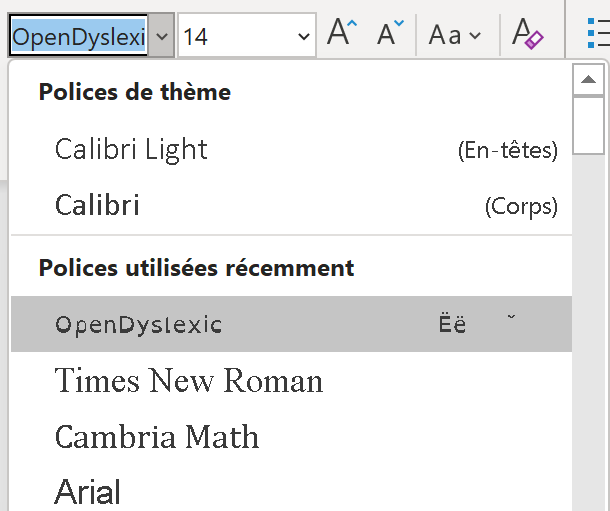 OpenDyslexi 14 A A Aa A
Polices de thème
Calibri Light (En-têtes)
Calibri (Corps)
Polices utilisées récemment
OpenDyslexic Ëë ˇ
Times New Roman
Cambria Math
Arial